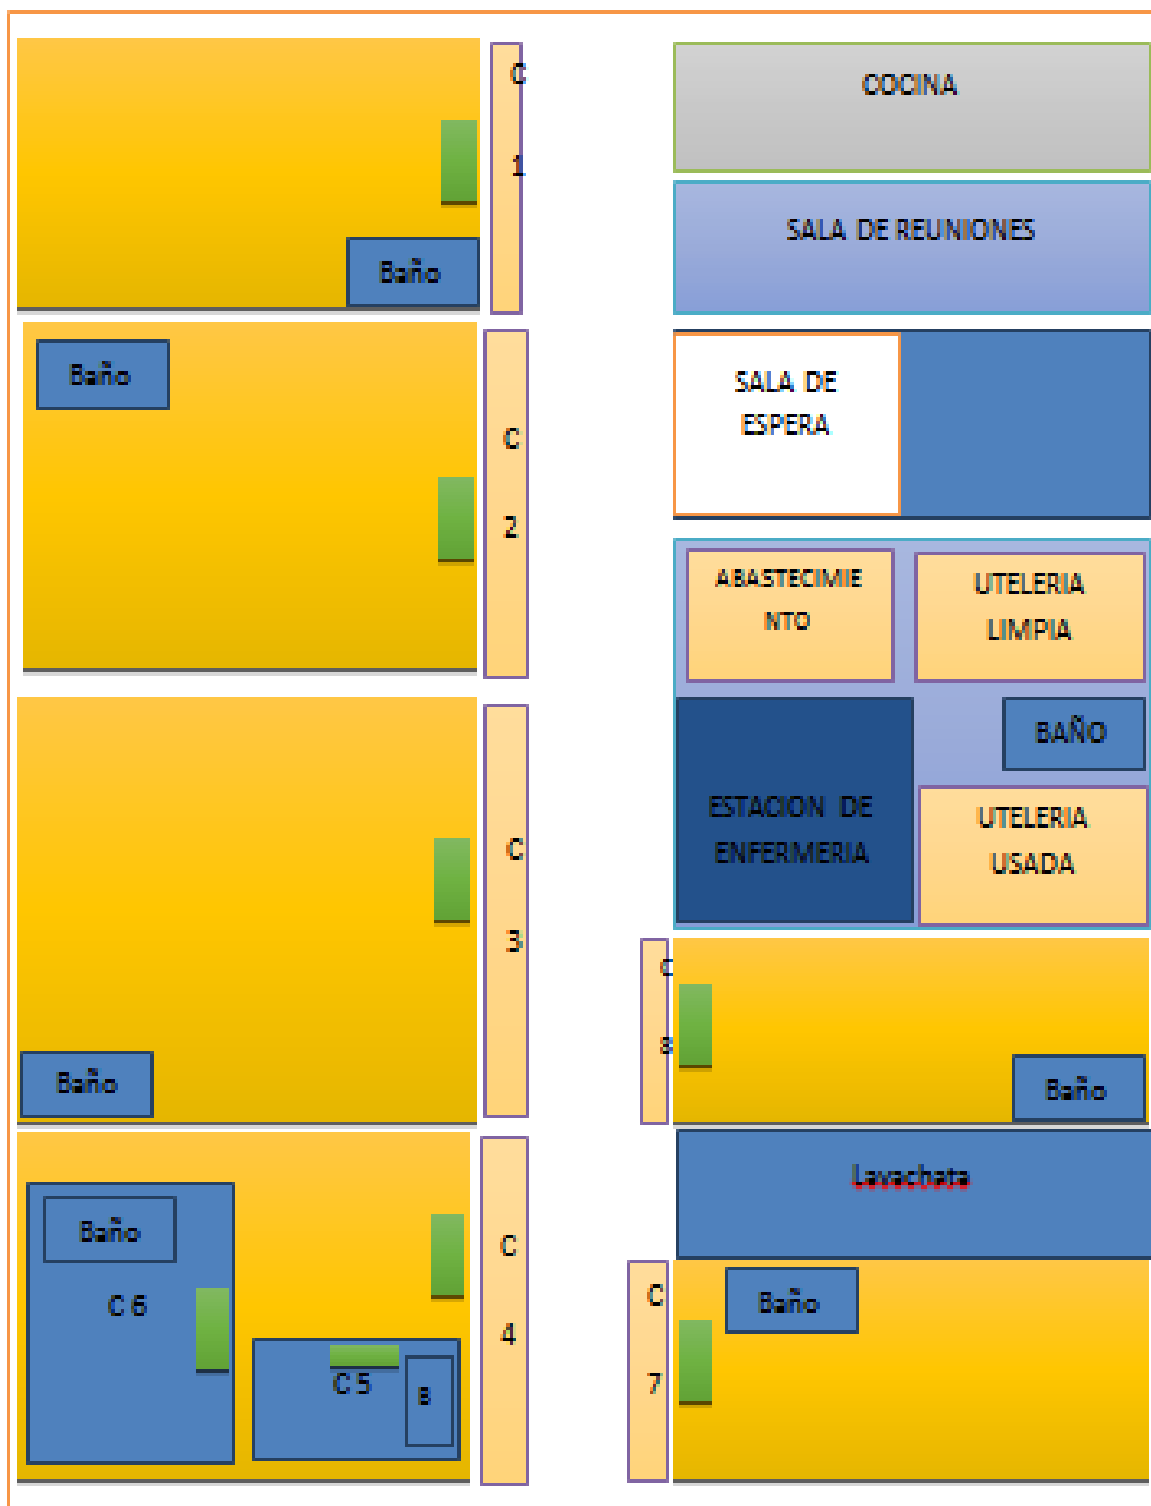 C
1
Baño
Baño
C
2
C
3
Baño
Baño
C 6
C 5
B
C
4
COCINA
SALA DE REUNIONES
SALA DE
ESPERA
ABASTECIMIE
NTO
UTELERIA
LIMPIA
BAÑO
ESTACION DE
ENFERMERIA
UTELERIA
USADA
C
8
Baño
Lavachata
C
7
Baño